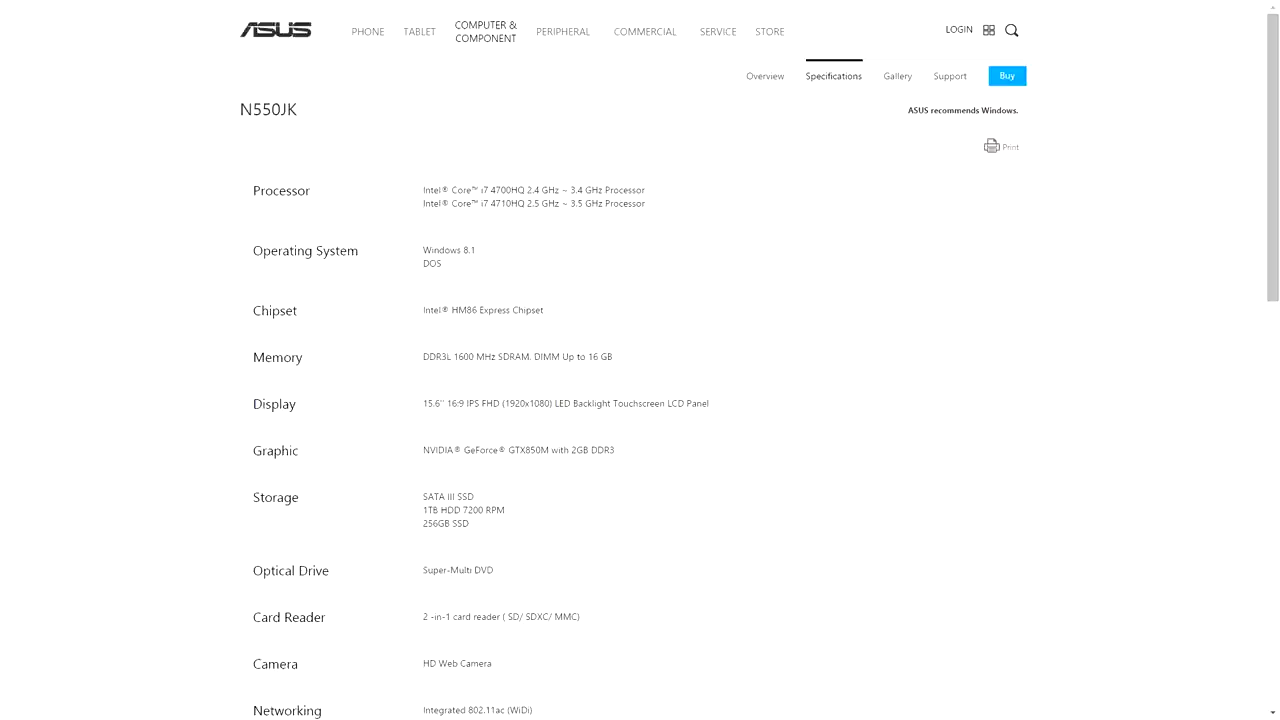 ASUS
PHONE TABLET COMPUTER & COMPONENT PERIPHERAL COMMERCIAL SERVICE STORE LOGIN
Overview Specifications Gallery Support Buy
N550JK
ASUS recommends Windows.
Print
Processor
Intel® Core™ i7 4700HQ 2.4 GHz ~ 3.4 GHz Processor
Intel® Core™ i7 4710HQ 2.5 GHz ~ 3.5 GHz Processor
Operating System
Windows 8.1
DOS
Chipset
Intel® HM86 Express Chipset
Memory
DDR3L 1600 MHz SDRAM. DIMM Up to 16 GB
Display
15.6'' 16:9 IPS FHD (1920x1080) LED Backlight Touchscreen LCD Panel
Graphic
NVIDIA® GeForce® GTX850M with 2GB DDR3
Storage
SATA III SSD
1TB HDD 7200 RPM
256GB SSD
Optical Drive
Super-Multi DVD
Card Reader
2 -in-1 card reader ( SD/ SDXC/ MMC)
Camera
HD Web Camera
Networking
Integrated 802.11ac (WiDi)